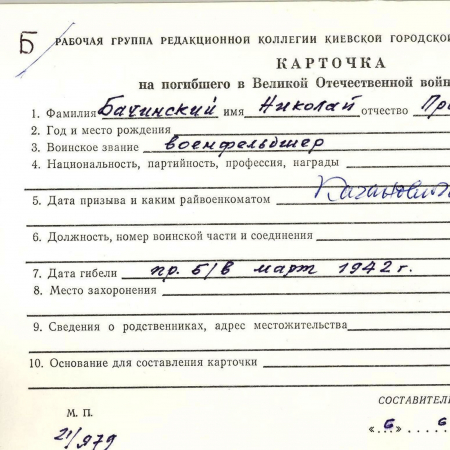 Б
РАБОЧАЯ ГРУППА РЕДАКЦИОННОЙ КОЛЛЕГИИ КИЕВСКОЙ ГОРОДСКОЙ
КАРТОЧКА
на погибшего в Великой Отечественной войн
1. Фамилия Бачинский имя Николай отчество Пр
2. Год и место рождения
3. Воинское звание военфельдшер
4. Национальность, партийность, профессия, награды
5. Дата призыва и каким райвоенкоматом
6. Должность, номер воинской части и соединения
7. Дата гибели пр. б/в март 1942 г.
8. Место захоронения
9. Сведения о родственниках, адрес местожительства
10. Основание для составления карточки
СОСТАВИТЕЛ
М. П.
«6» 6
21/979